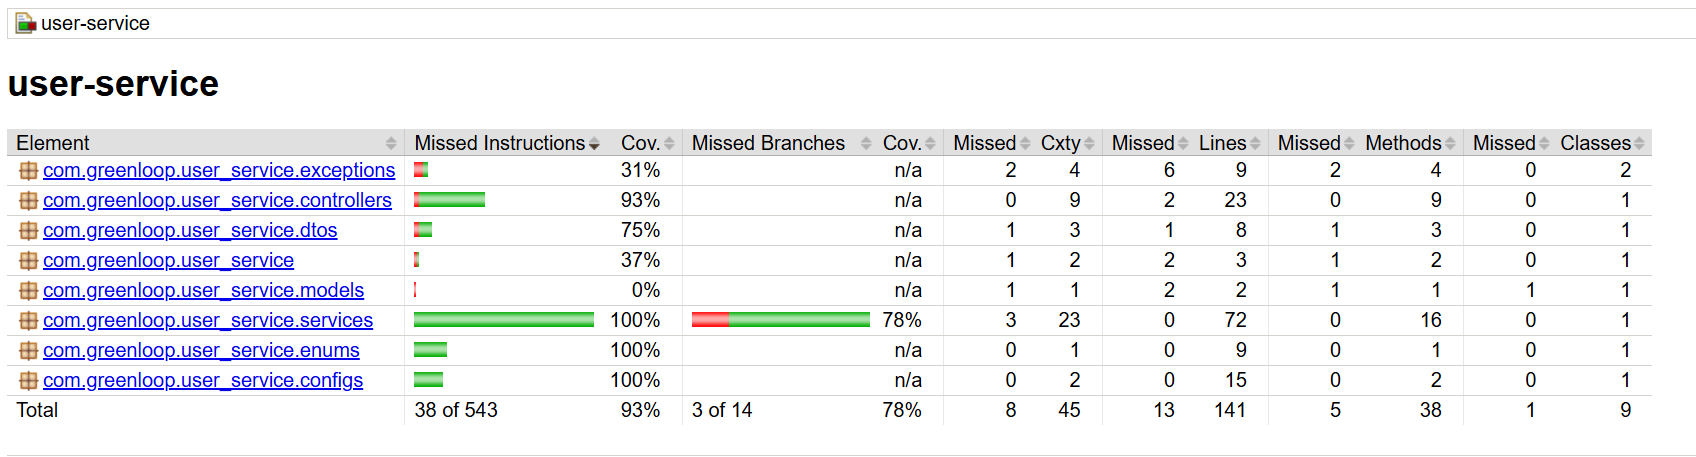 user-service
user-service
Element Missed Instructions Cov. Missed Branches Cov. Missed Cxty Missed Lines Missed Methods Missed Classes
com.greenloop.user_service.exceptions 31% n/a 2 4 6 9 2 4 0 2
com.greenloop.user_service.controllers 93% n/a 0 9 2 23 0 9 0 1
com.greenloop.user_service.dtos 75% n/a 1 3 1 8 1 3 0 1
com.greenloop.user_service 37% n/a 1 2 2 3 1 2 0 1
com.greenloop.user_service.models 0% n/a 1 1 2 2 1 1 1 1
com.greenloop.user_service.services 100% 78% 3 23 0 72 0 16 0 1
com.greenloop.user_service.enums 100% n/a 0 1 0 9 0 1 0 1
com.greenloop.user_service.configs 100% n/a 0 2 0 15 0 2 0 1
Total 38 of 543 93% 3 of 14 78% 8 45 13 141 5 38 1 9